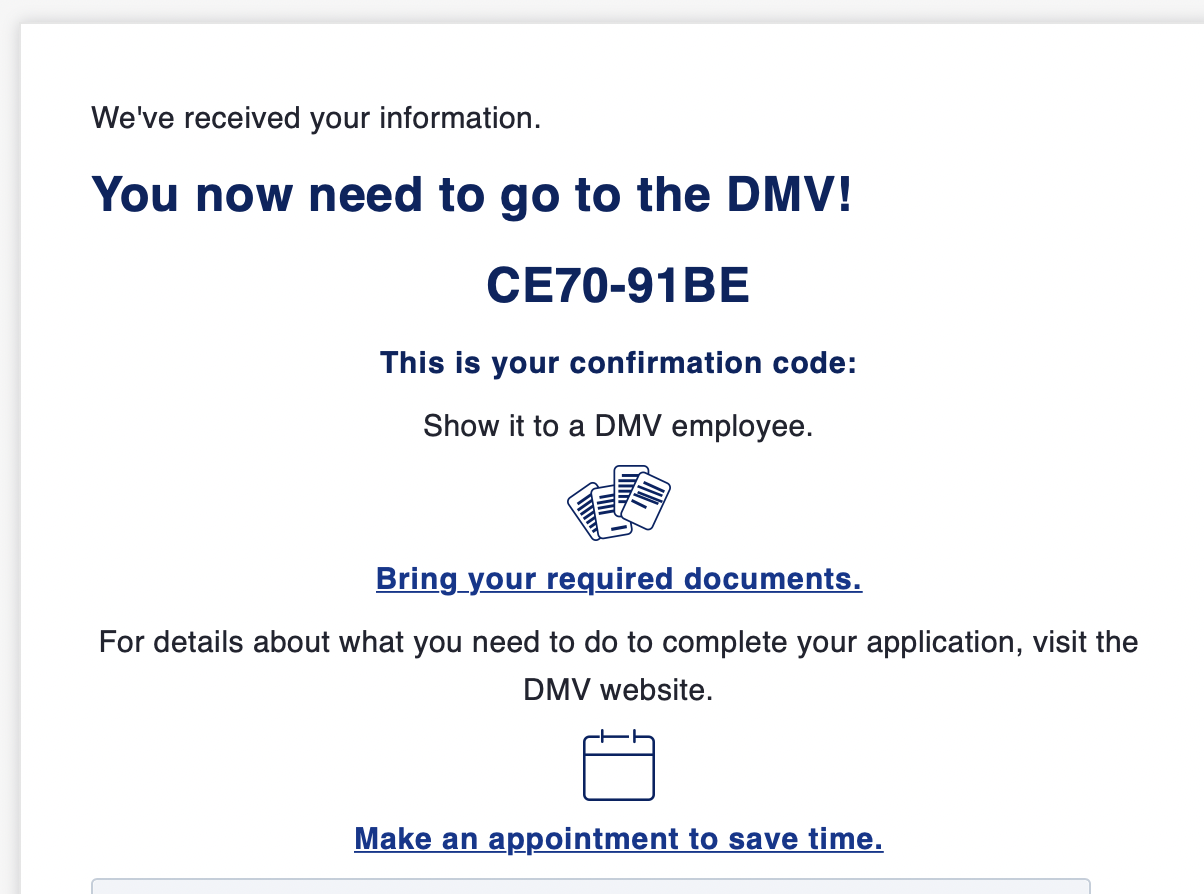 We've received your information.
You now need to go to the DMV!
CE70-91BE
This is your confirmation code:
Show it to a DMV employee.
Bring your required documents.
For details about what you need to do to complete your application, visit the
DMV website.
Make an appointment to save time.